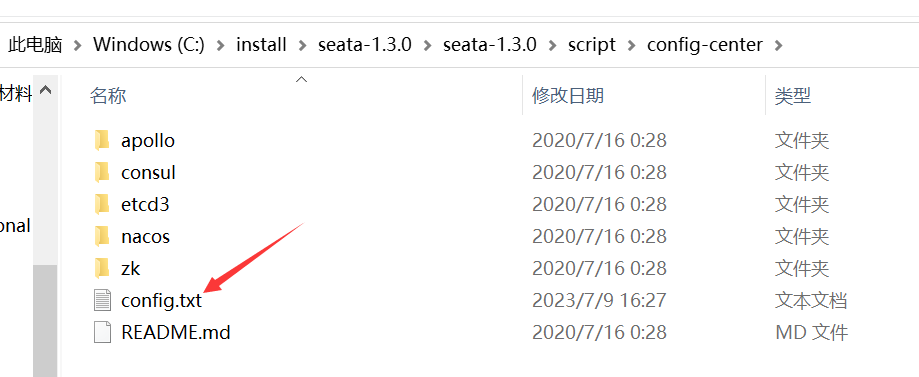 此电脑 Windows (C:) install seata-1.3.0 seata-1.3.0 script config-center
材料
名称 修改日期 类型
apollo 2020/7/16 0:28 文件夹
consul 2020/7/16 0:28 文件夹
etcd3 2020/7/16 0:28 文件夹
onal
nacos 2020/7/16 0:28 文件夹
zk 2020/7/16 0:28 文件夹
config.txt 2023/7/9 16:27 文本文档
README.md 2020/7/16 0:28 MD 文件